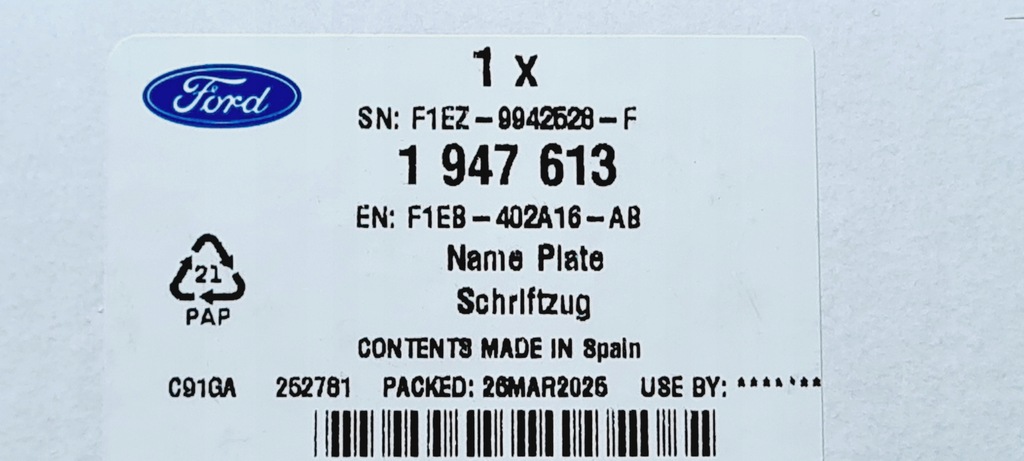 Ford
1 x
SN: F1EZ-9942528-F
1 947 613
EN: F1EB-402A16-AB
Name Plate
Schriftzug
21
PAP
CONTENTS MADE IN Spain
C91GA 252781 PACKED: 26MAR2025 USE BY: *******